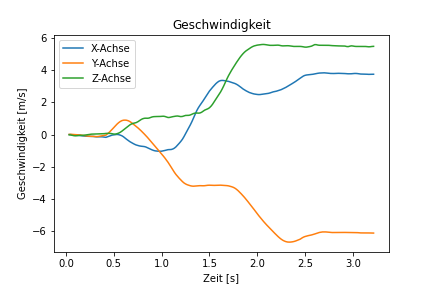 Geschwindigkeit
Geschwindigkeit [m/s]
6
4
2
0
−2
−4
−6
X-Achse
Y-Achse
Z-Achse
0.0 0.5 1.0 1.5 2.0 2.5 3.0
Zeit [s]